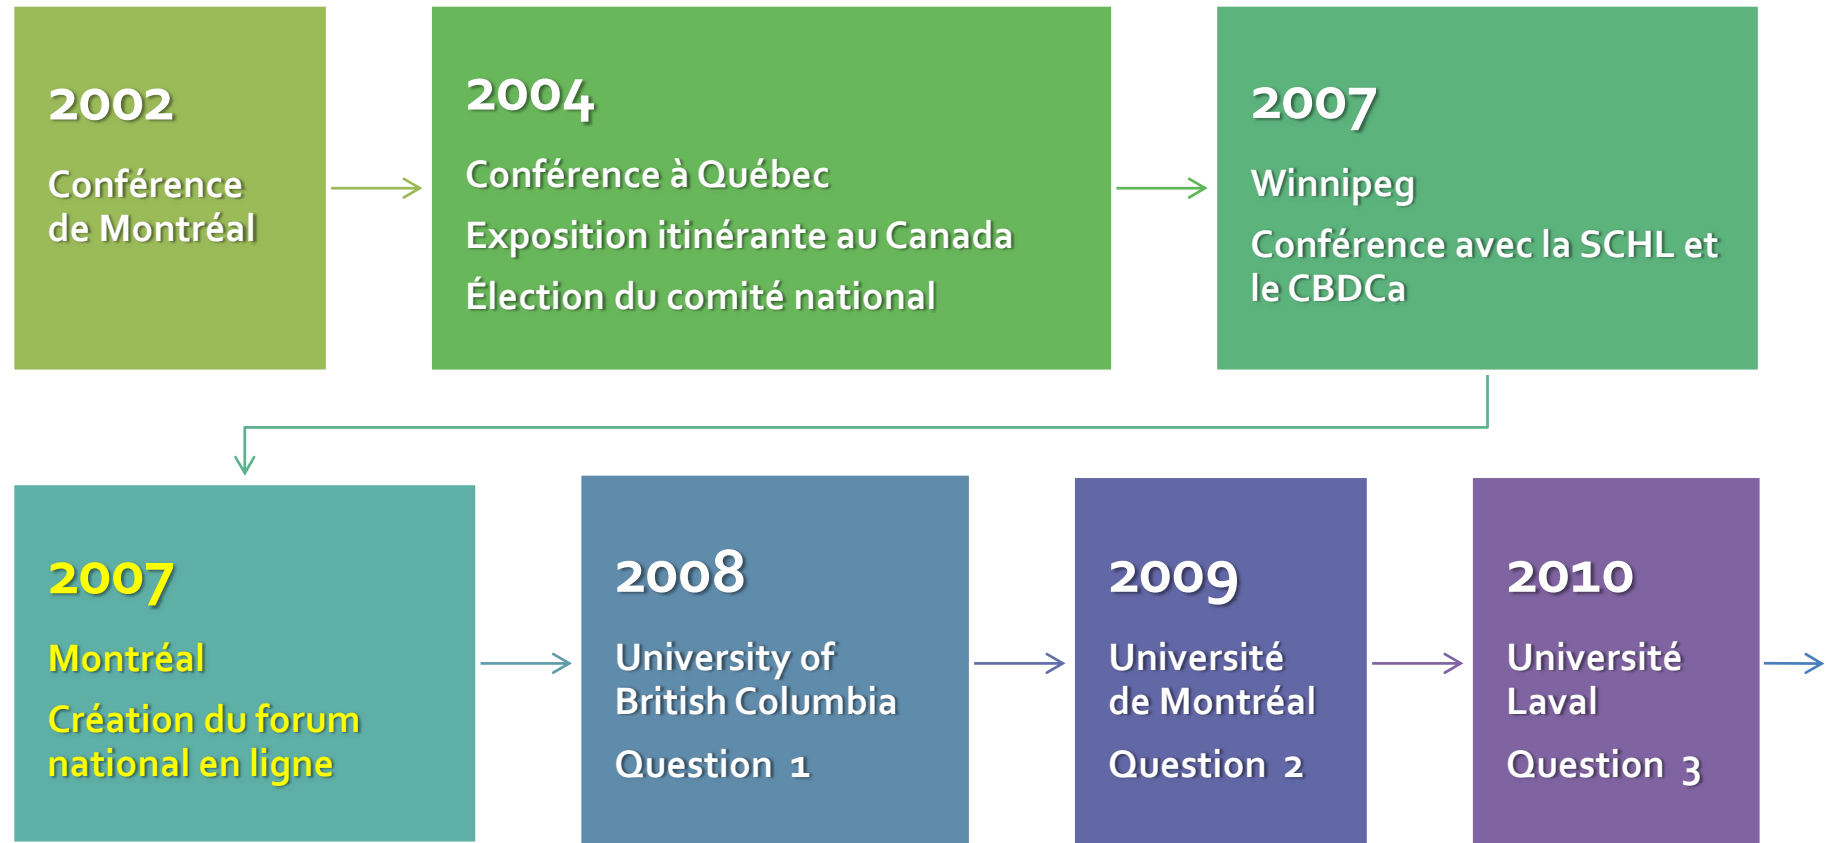 2002
Conférence
de Montréal
2004
Conférence à Québec
Exposition itinérante au Canada
Élection du comité national
2007
Winnipeg
Conférence avec la SCHL et
le CBDCa
2007
Montréal
Création du forum
national en ligne
2008
University of
British Columbia
Question 1
2009
Université
de Montréal
Question 2
2010
Université
Laval
Question 3